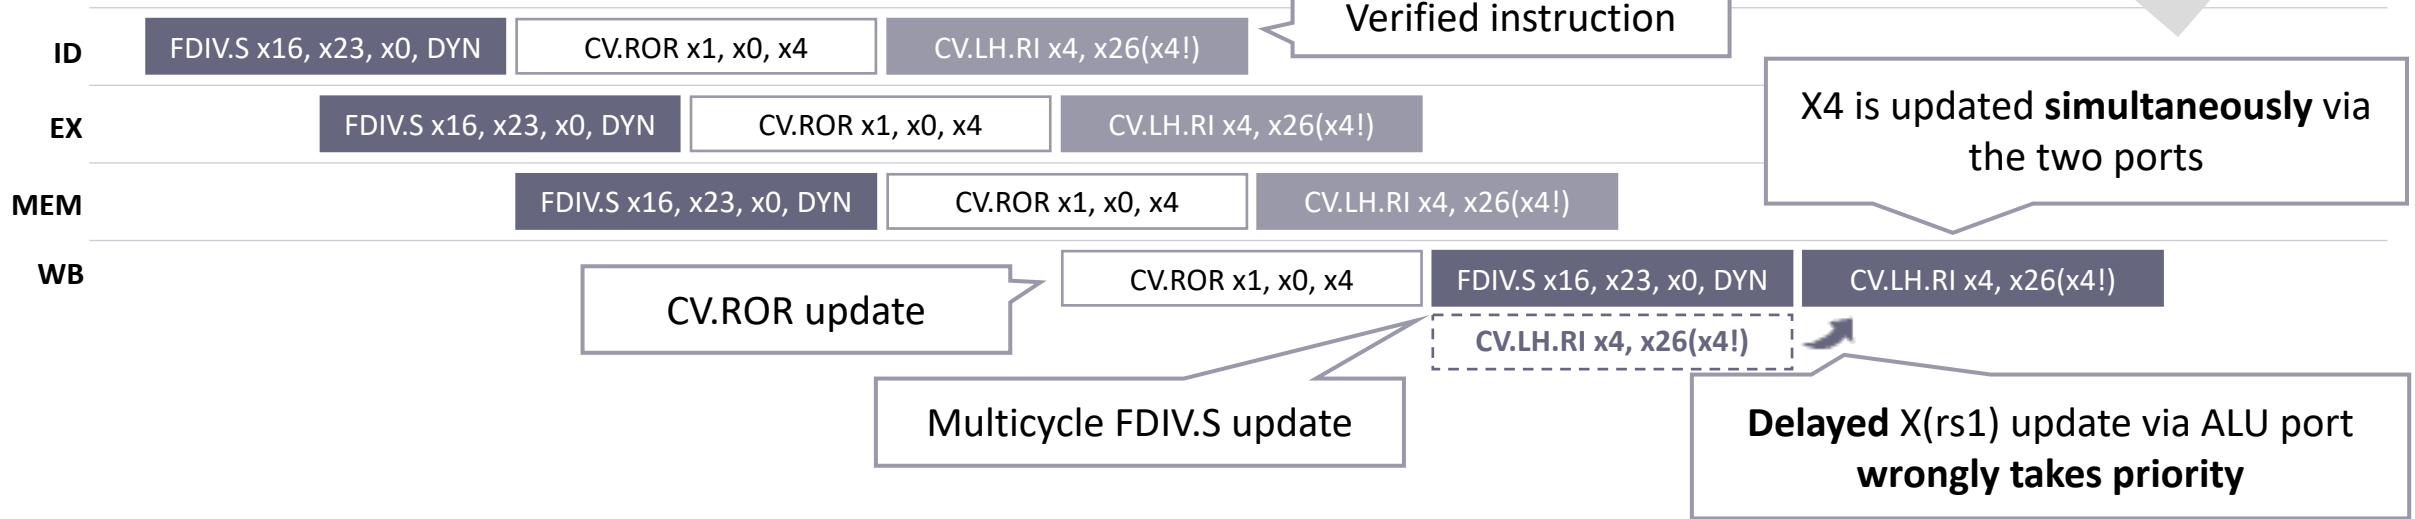 Verified instruction
ID
FDIV.S x16, x23, x0, DYN
CV.ROR x1, x0, x4
CV.LH.RI x4, x26(x4!)
X4 is updated simultaneously via
the two ports
EX
FDIV.S x16, x23, x0, DYN
CV.ROR x1, x0, x4
CV.LH.RI x4, x26(x4!)
MEM
FDIV.S x16, x23, x0, DYN
CV.ROR x1, x0, x4
CV.LH.RI x4, x26(x4!)
WB
CV.ROR x1, x0, x4
FDIV.S x16, x23, x0, DYN
CV.LH.RI x4, x26(x4!)
CV.ROR update
CV.LH.RI x4, x26(x4!)
Multicycle FDIV.S update
Delayed X(rs1) update via ALU port
wrongly takes priority